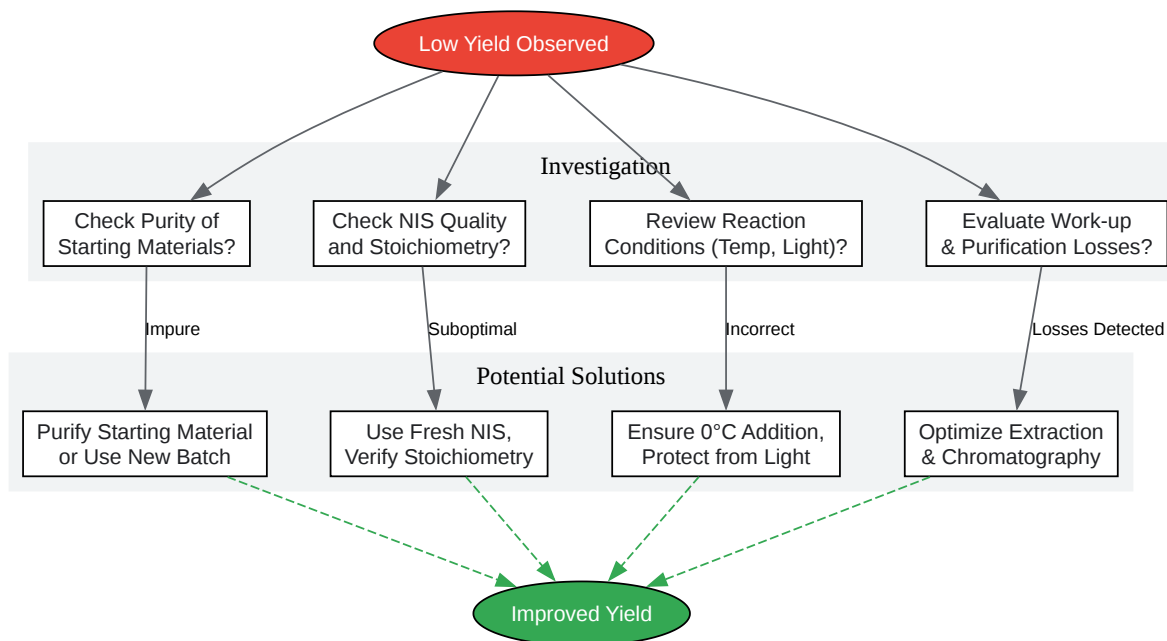 Low Yield Observed
Investigation
Check Purity of
Starting Materials?
Check NIS Quality
and Stoichiometry?
Review Reaction
Conditions (Temp, Light)?
Evaluate Work-up
& Purification Losses?
Impure
Suboptimal
Incorrect
Losses Detected
Potential Solutions
Purify Starting Material
or Use New Batch
Use Fresh NIS,
Verify Stoichiometry
Ensure 0°C Addition,
Protect from Light
Optimize Extraction
& Chromatography
Improved Yield